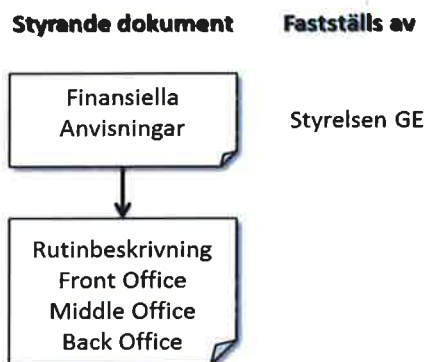 Styrande dokument
Fastställs av
Finansiella
Anvisningar
Styrelsen GE
Rutinbeskrivning
Front Office
Middle Office
Back Office